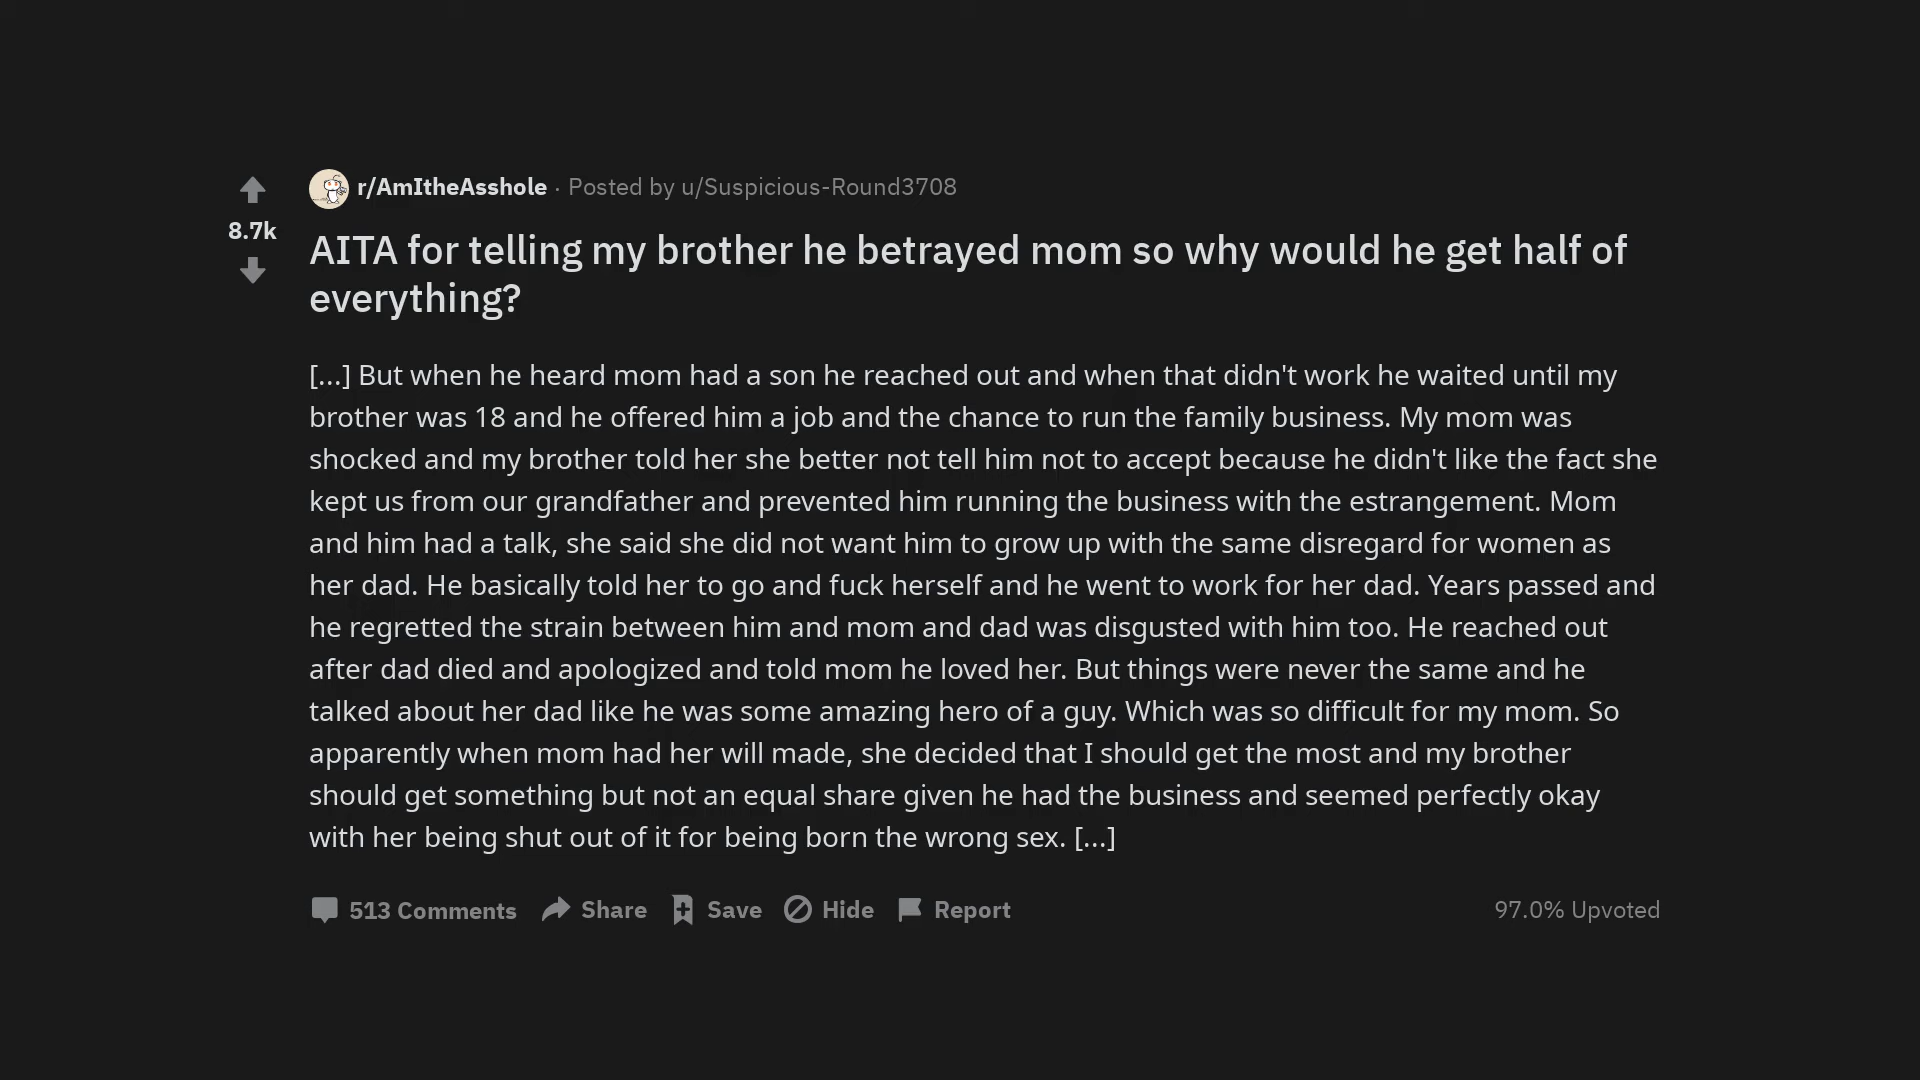 r/AmItheAsshole · Posted by u/Suspicious-Round3708
8.7k
AITA for telling my brother he betrayed mom so why would he get half of
everything?
[...] But when he heard mom had a son he reached out and when that didn't work he waited until my
brother was 18 and he offered him a job and the chance to run the family business. My mom was
shocked and my brother told her she better not tell him not to accept because he didn't like the fact she
kept us from our grandfather and prevented him running the business with the estrangement. Mom
and him had a talk, she said she did not want him to grow up with the same disregard for women as
her dad. He basically told her to go and fuck herself and he went to work for her dad. Years passed and
he regretted the strain between him and mom and dad was disgusted with him too. He reached out
after dad died and apologized and told mom he loved her. But things were never the same and he
talked about her dad like he was some amazing hero of a guy. Which was so difficult for my mom. So
apparently when mom had her will made, she decided that I should get the most and my brother
should get something but not an equal share given he had the business and seemed perfectly okay
with her being shut out of it for being born the wrong sex. [...]
513 Comments Share Save Hide Report 97.0% Upvoted